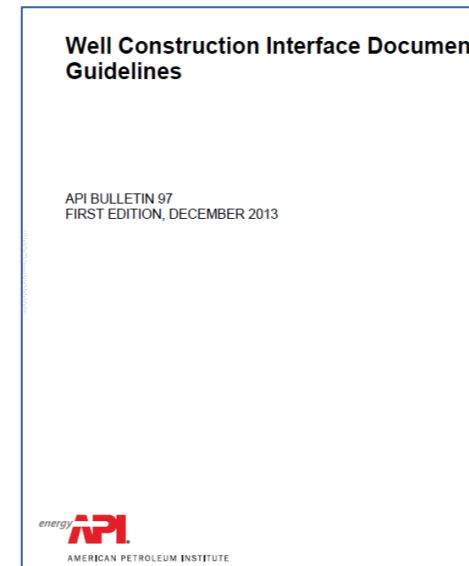 Well Construction Interface Documen
Guidelines
API BULLETIN 97
FIRST EDITION, DECEMBER 2013
energy API.
AMERICAN PETROLEUM INSTITUTE